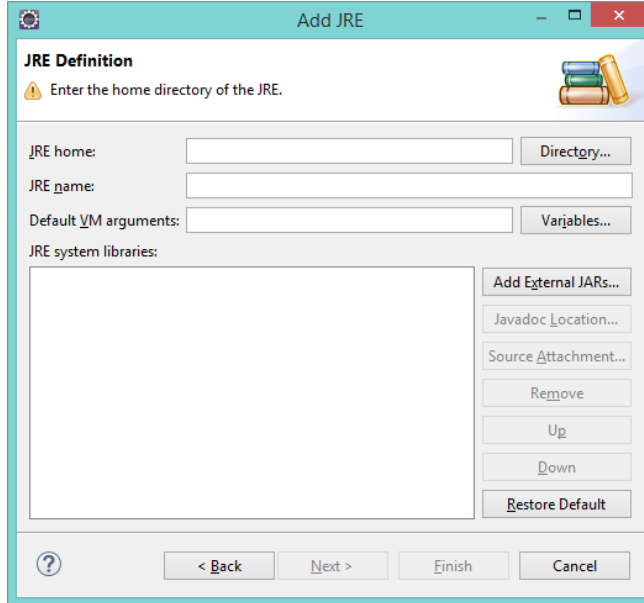 Add JRE
JRE Definition
Enter the home directory of the JRE.
JRE home:
Directory...
JRE name:
Default VM arguments:
Variables...
JRE system libraries:
Add External JARs...
Javadoc Location...
Source Attachment...
Remove
Up
Down
Restore Default
< Back
Next >
Finish
Cancel